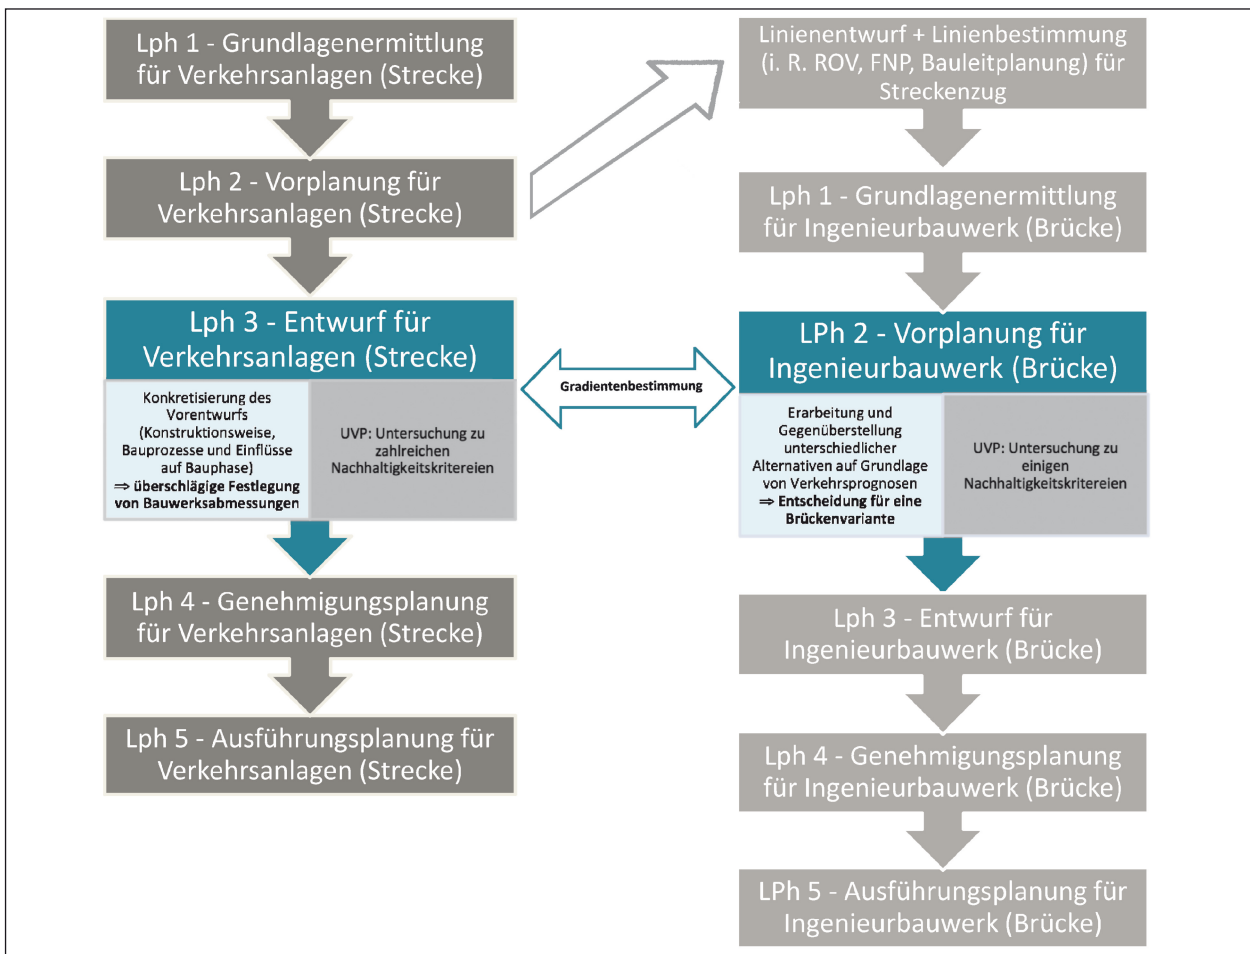 Lph 1 - Grundlagenermittlung
für Verkehrsanlagen (Strecke)
Lph 2 - Vorplanung für
Verkehrsanlagen (Strecke)
Lph 3 - Entwurf für
Verkehrsanlagen (Strecke)
Konkretisierung des
Vorentwurfs
(Konstruktionsweise,
Bauprozesse und Einflüsse
auf Bauphase)
⇒ überschlägige Festlegung
von Bauwerksabmessungen
UVP: Untersuchung zu
zahlreichen
Nachhaltigkeitskritereien
Lph 4 - Genehmigungsplanung
für Verkehrsanlagen (Strecke)
Lph 5 - Ausführungsplanung für
Verkehrsanlagen (Strecke)
Gradientenbestimmung
Linienentwurf + Linienbestimmung
(i. R. ROV, FNP, Bauleitplanung) für
Streckenzug
Lph 1 - Grundlagenermittlung
für Ingenieurbauwerk (Brücke)
LPh 2 - Vorplanung für
Ingenieurbauwerk (Brücke)
Erarbeitung und
Gegenüberstellung
unterschiedlicher
Alternativen auf Grundlage
von Verkehrsprognosen
⇒ Entscheidung für eine
Brückenvariante
UVP: Untersuchung zu
einigen
Nachhaltigkeitskritereien
Lph 3 - Entwurf für
Ingenieurbauwerk (Brücke)
Lph 4 - Genehmigungsplanung
für Ingenieurbauwerk (Brücke)
LPh 5 - Ausführungsplanung für
Ingenieurbauwerk (Brücke)